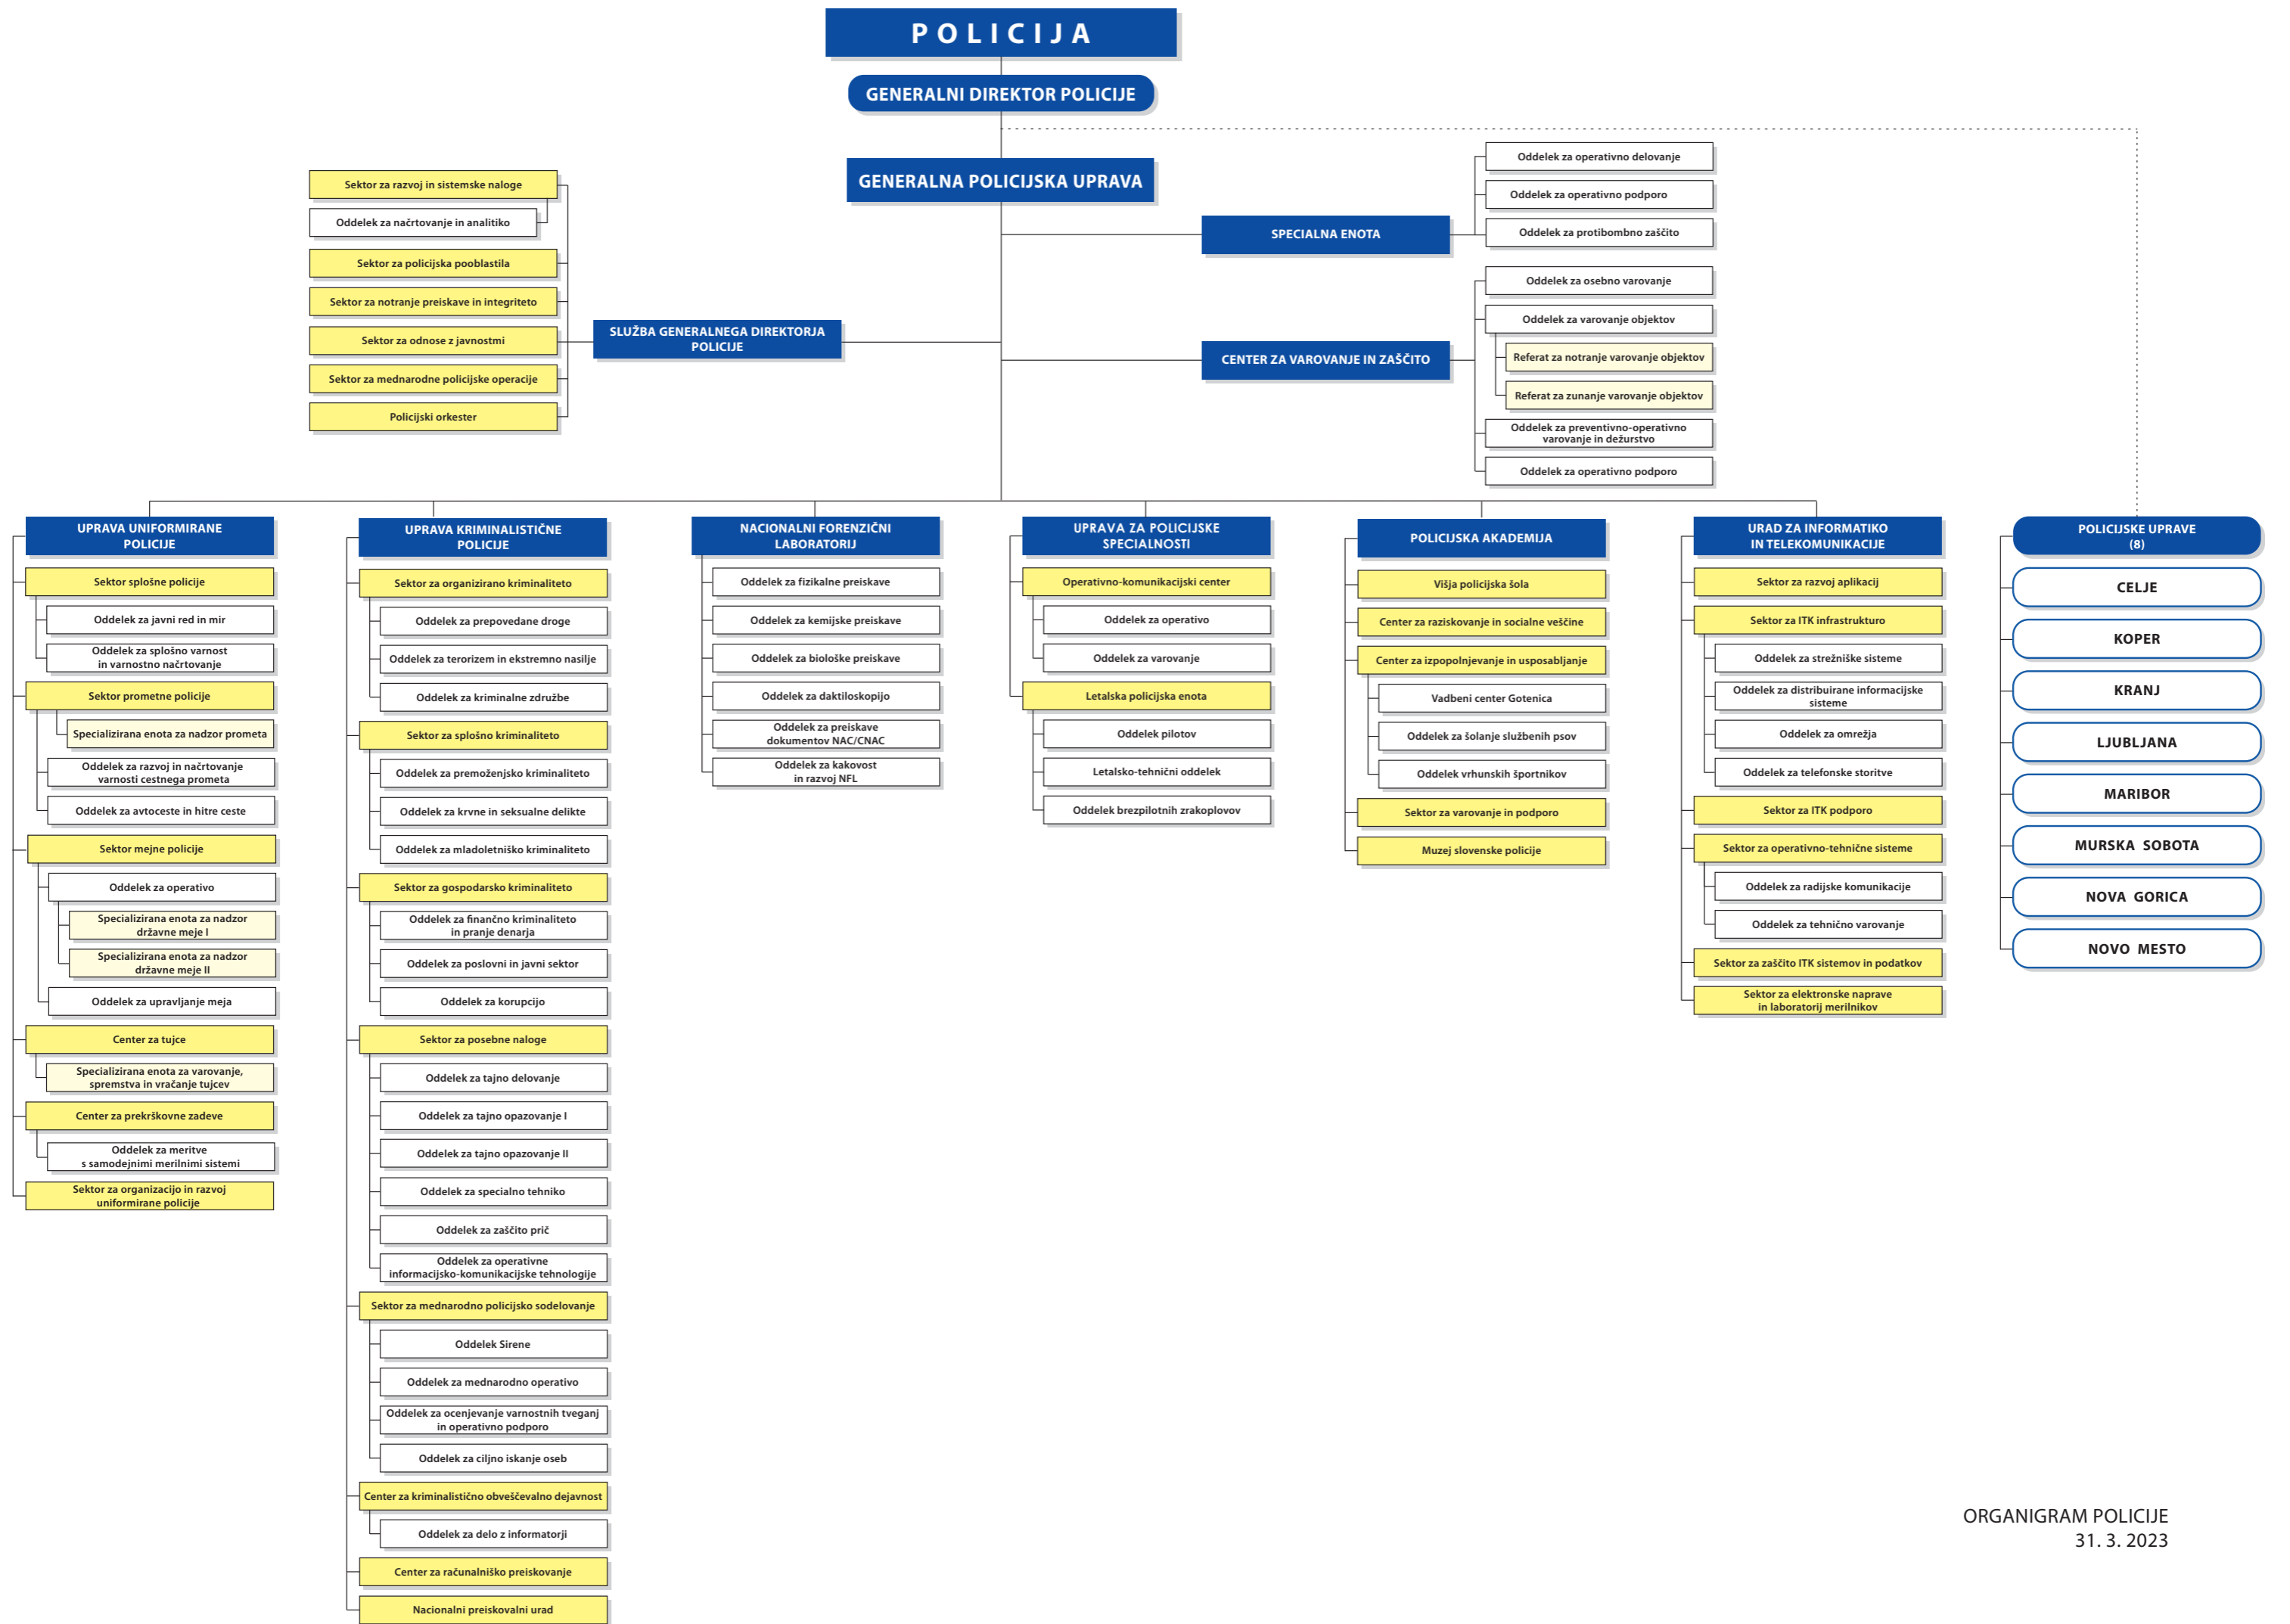 POLICIJA
GENERALNI DIREKTOR POLICIJE
GENERALNA POLICIJSKA UPRAVA
Sektor za razvoj in sistemske naloge
Oddelek za načrtovanje in analitiko
Sektor za policijska pooblastila
Sektor za notranje preiskave in integriteto
Sektor za odnose z javnostmi
Sektor za mednarodne policijske operacije
Policijski orkester
SLUŽBA GENERALNEGA DIREKTORJA
POLICIJE
SPECIALNA ENOTA
Oddelek za operativno delovanje
Oddelek za operativno podporo
Oddelek za protibombno zaščito
CENTER ZA VAROVANJE IN ZAŠČITO
Oddelek za osebno varovanje
Oddelek za varovanje objektov
Referat za notranje varovanje objektov
Referat za zunanje varovanje objektov
Oddelek za preventivno-operativno
varovanje in dežurstvo
Oddelek za operativno podporo
UPRAVA UNIFORMIRANE
POLICIJE
Sektor splošne policije
Oddelek za javni red in mir
Oddelek za splošno varnost
in varnostno načrtovanje
Sektor prometne policije
Specializirana enota za nadzor prometa
Oddelek za razvoj in načrtovanje
varnosti cestnega prometa
Oddelek za avtoceste in hitre ceste
Sektor mejne policije
Oddelek za operativo
Specializirana enota za nadzor
državne meje I
Specializirana enota za nadzor
državne meje II
Oddelek za upravljanje meja
Center za tujce
Specializirana enota za varovanje,
spremstva in vračanje tujcev
Center za prekrškovne zadeve
Oddelek za meritve
s samodejnimi merilnimi sistemi
Sektor za organizacijo in razvoj
uniformirane policije
UPRAVA KRIMINALISTIČNE
POLICIJE
Sektor za organizirano kriminaliteto
Oddelek za prepovedane droge
Oddelek za terorizem in ekstremno nasilje
Oddelek za kriminalne združbe
Sektor za splošno kriminaliteto
Oddelek za premoženjsko kriminaliteto
Oddelek za krvne in seksualne delikte
Oddelek za mladoletniško kriminaliteto
Sektor za gospodarsko kriminaliteto
Oddelek za finančno kriminaliteto
in pranje denarja
Oddelek za poslovni in javni sektor
Oddelek za korupcijo
Sektor za posebne naloge
Oddelek za tajno delovanje
Oddelek za tajno opazovanje I
Oddelek za tajno opazovanje II
Oddelek za specialno tehniko
Oddelek za zaščito prič
Oddelek za operativne
informacijsko-komunikacijske tehnologije
Sektor za mednarodno policijsko sodelovanje
Oddelek Sirene
Oddelek za mednarodno operativo
Oddelek za ocenjevanje varnostnih tveganj
in operativno podporo
Oddelek za ciljno iskanje oseb
Center za kriminalistično obveščevalno dejavnost
Oddelek za delo z informatorji
Center za računalniško preiskovanje
Nacionalni preiskovalni urad
NACIONALNI FORENZIČNI
LABORATORIJ
Oddelek za fizikalne preiskave
Oddelek za kemijske preiskave
Oddelek za biološke preiskave
Oddelek za daktiloskopijo
Oddelek za preiskave
dokumentov NAC/CNAC
Oddelek za kakovost
in razvoj NFL
UPRAVA ZA POLICIJSKE
SPECIALNOSTI
Operativno-komunikacijski center
Oddelek za operativo
Oddelek za varovanje
Letalska policijska enota
Oddelek pilotov
Letalsko-tehnični oddelek
Oddelek brezpilotnih zrakoplovov
POLICIJSKA AKADEMIJA
Višja policijska šola
Center za raziskovanje in socialne veščine
Center za izpopolnjevanje in usposabljanje
Vadbeni center Gotenica
Oddelek za šolanje službenih psov
Oddelek vrhunskih športnikov
Sektor za varovanje in podporo
Muzej slovenske policije
URAD ZA INFORMATIKO
IN TELEKOMUNIKACIJE
Sektor za razvoj aplikacij
Sektor za ITK infrastrukturo
Oddelek za strežniške sisteme
Oddelek za distribuirane informacijske
sisteme
Oddelek za omrežja
Oddelek za telefonske storitve
Sektor za ITK podporo
Sektor za operativno-tehnične sisteme
Oddelek za radijske komunikacije
Oddelek za tehnično varovanje
Sektor za zaščito ITK sistemov in podatkov
Sektor za elektronske naprave
in laboratorij merilnikov
POLICIJSKE UPRAVE
(8)
CELJE
KOPER
KRANJ
LJUBLJANA
MARIBOR
MURSKA SOBOTA
NOVA GORICA
NOVO MESTO
ORGANIGRAM POLICIJE
31. 3. 2023